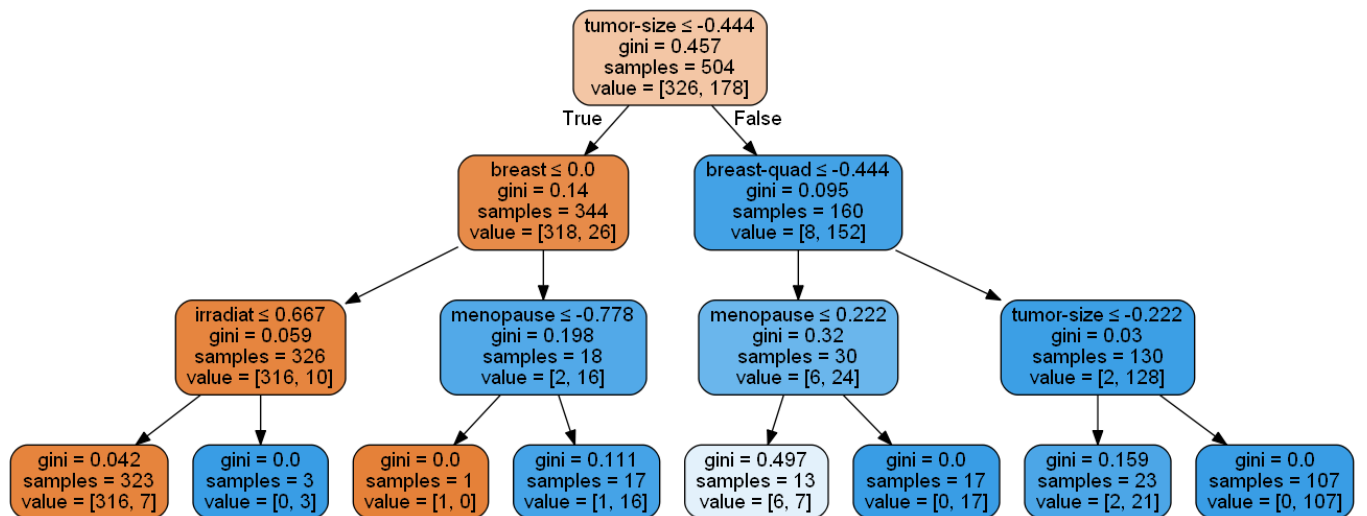 tumor-size ≤ -0.444
gini = 0.457
samples = 504
value = [326, 178]
True
False
breast ≤ 0.0
gini = 0.14
samples = 344
value = [318, 26]
breast-quad ≤ -0.444
gini = 0.095
samples = 160
value = [8, 152]
irradiat ≤ 0.667
gini = 0.059
samples = 326
value = [316, 10]
menopause ≤ -0.778
gini = 0.198
samples = 18
value = [2, 16]
menopause ≤ 0.222
gini = 0.32
samples = 30
value = [6, 24]
tumor-size ≤ -0.222
gini = 0.03
samples = 130
value = [2, 128]
gini = 0.042
samples = 323
value = [316, 7]
gini = 0.0
samples = 3
value = [0, 3]
gini = 0.0
samples = 1
value = [1, 0]
gini = 0.111
samples = 17
value = [1, 16]
gini = 0.497
samples = 13
value = [6, 7]
gini = 0.0
samples = 17
value = [0, 17]
gini = 0.159
samples = 23
value = [2, 21]
gini = 0.0
samples = 107
value = [0, 107]